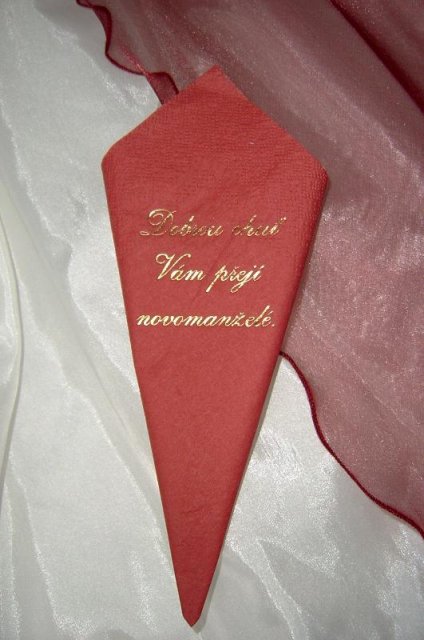 Dobrou chuť
Vám přejí
novomanželé.